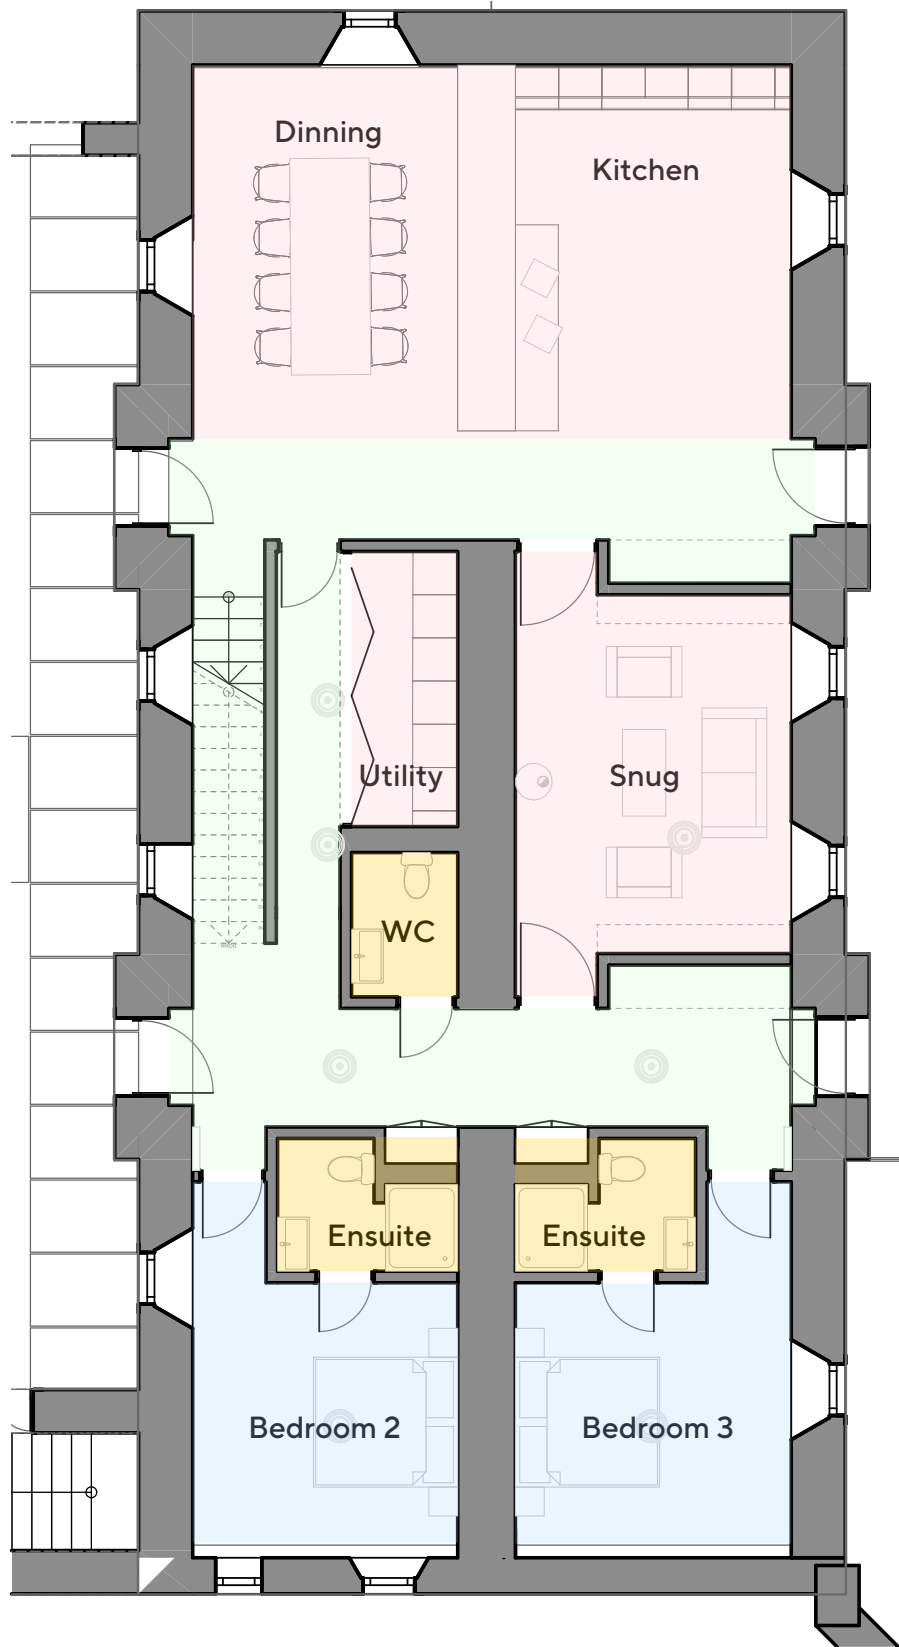 Dinning
Kitchen
Utility
Snug
WC
Ensuite
Ensuite
Bedroom 2
Bedroom 3